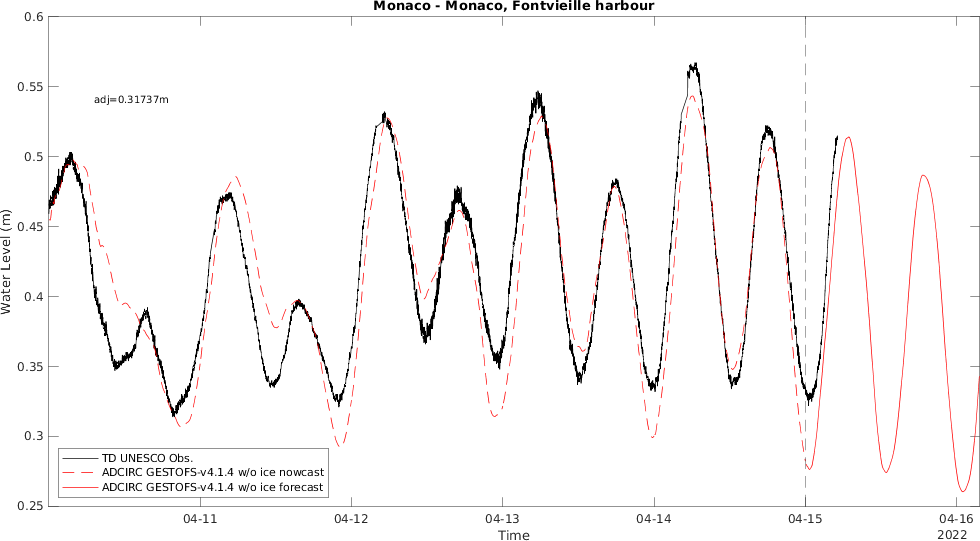 Monaco - Monaco, Fontvieille harbour
0.6
0.55
adj=0.31737m
0.5
0.45
0.4
0.35
0.3
0.25
Water Level (m)
TD UNESCO Obs.
ADCIRC GESTOFS-v4.1.4 w/o ice nowcast
ADCIRC GESTOFS-v4.1.4 w/o ice forecast
04-11 04-12 04-13 04-14 04-15 04-16
Time 2022